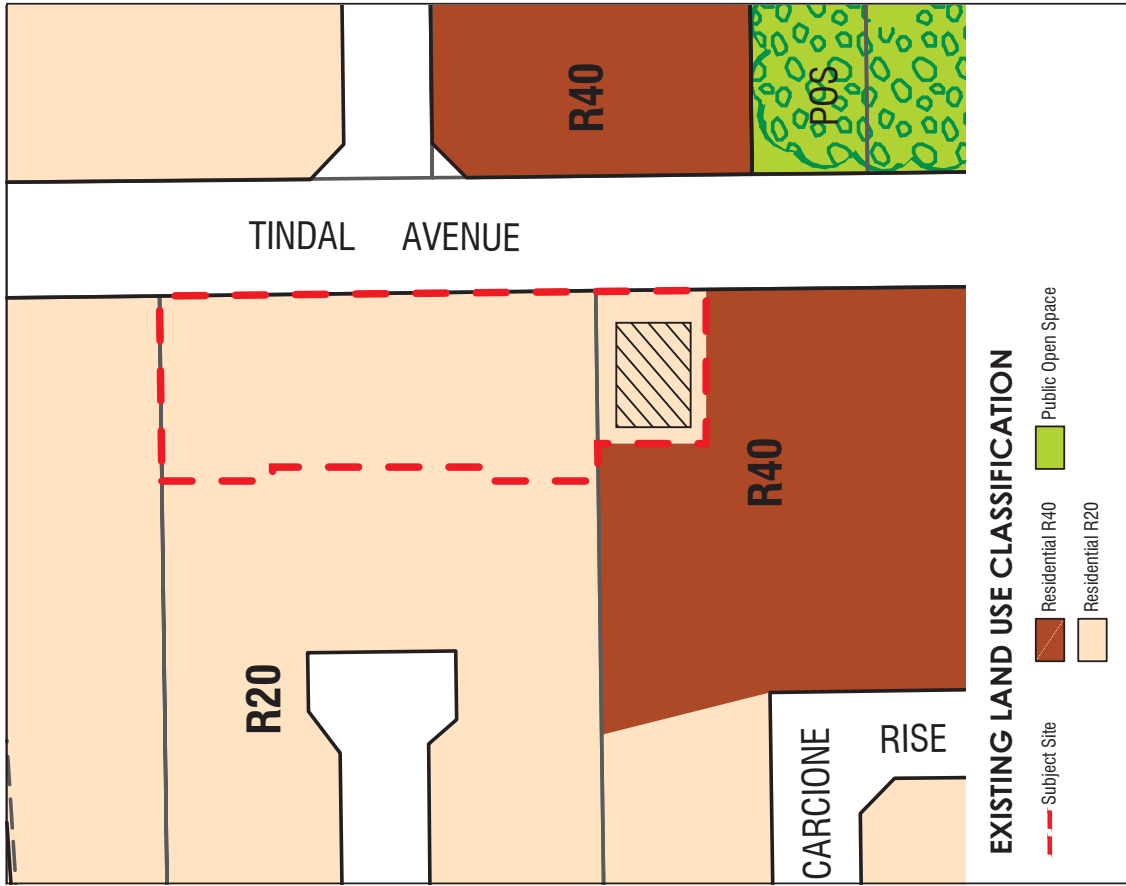 R40
POS
TINDAL AVENUE
R40
R20
CARCIONE
RISE
EXISTING LAND USE CLASSIFICATION
Subject Site
Residential R40
Residential R20
Public Open Space